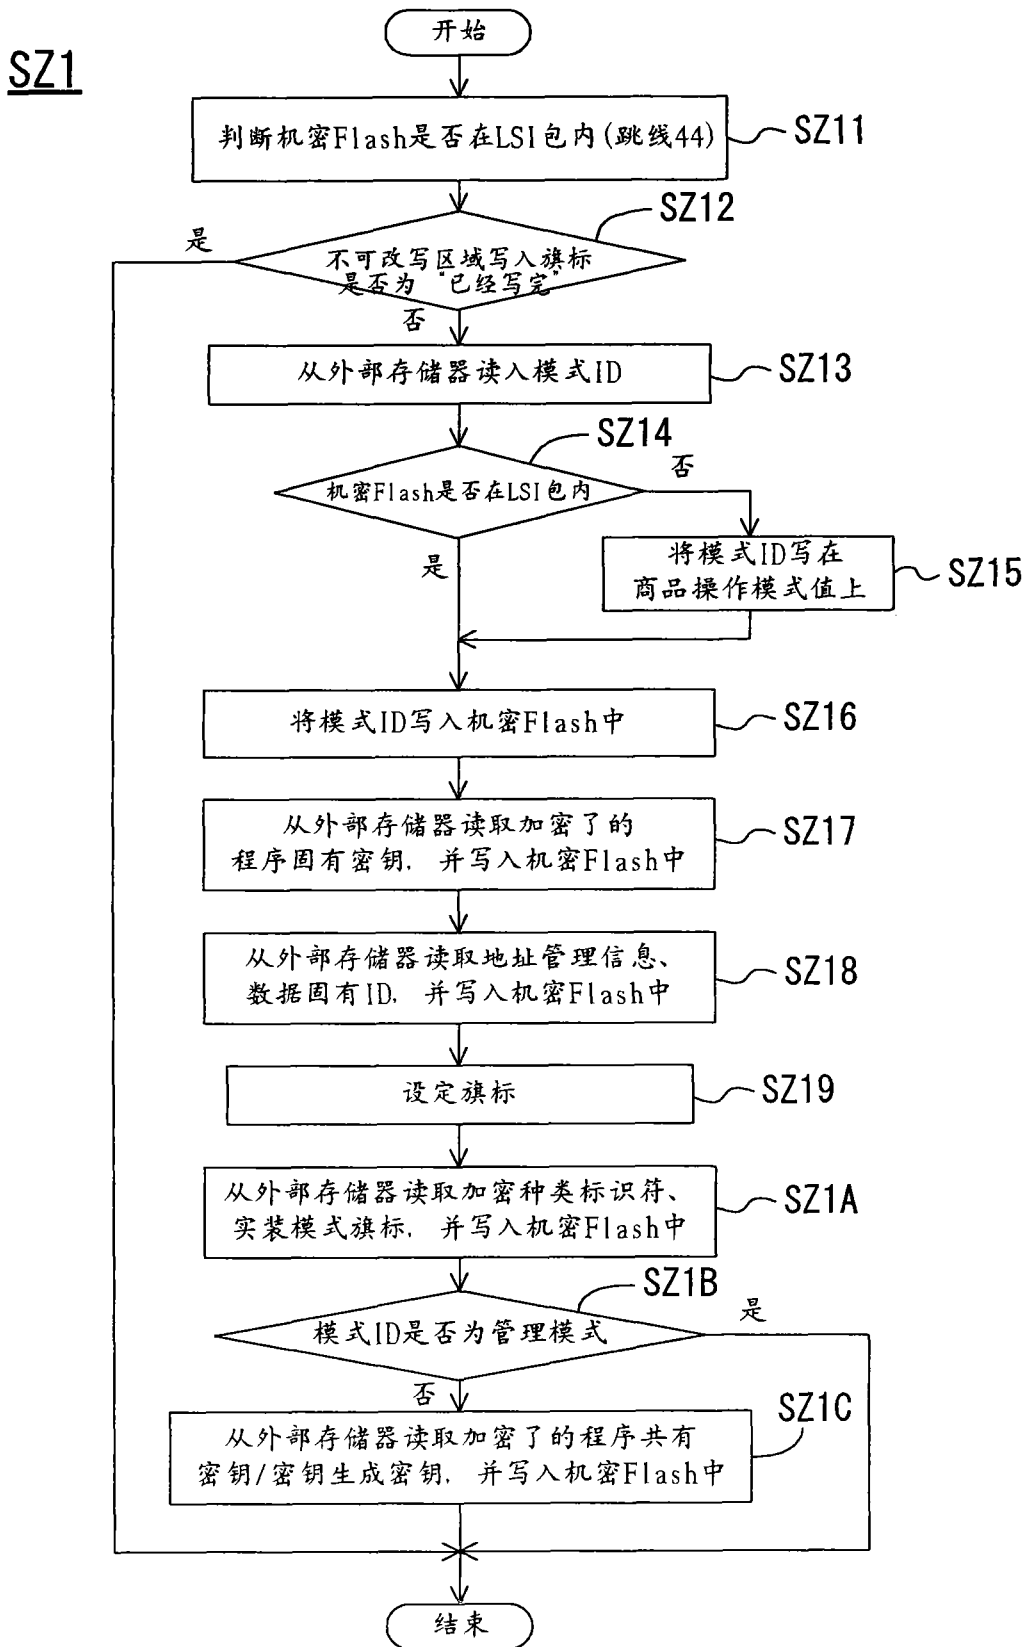 开始
SZ1
判断机密Flash是否在LSI包内(跳线44)
SZ11
SZ12
是
不可改写区域写入旗标
是否为“已经写完”
否
从外部存储器读入模式ID
SZ13
SZ14
机密Flash是否在LSI包内
否
是
将模式ID写在
商品操作模式值上
SZ15
将模式ID写入机密Flash中
SZ16
从外部存储器读取加密了的
程序固有密钥, 并写入机密Flash中
SZ17
从外部存储器读取地址管理信息、
数据固有ID, 并写入机密Flash中
SZ18
设定旗标
SZ19
从外部存储器读取加密种类标识符、
实装模式旗标, 并写入机密Flash中
SZ1A
SZ1B
模式ID是否为管理模式
是
否
SZ1C
从外部存储器读取加密了的程序共有
密钥/密钥生成密钥, 并写入机密Flash中
结束